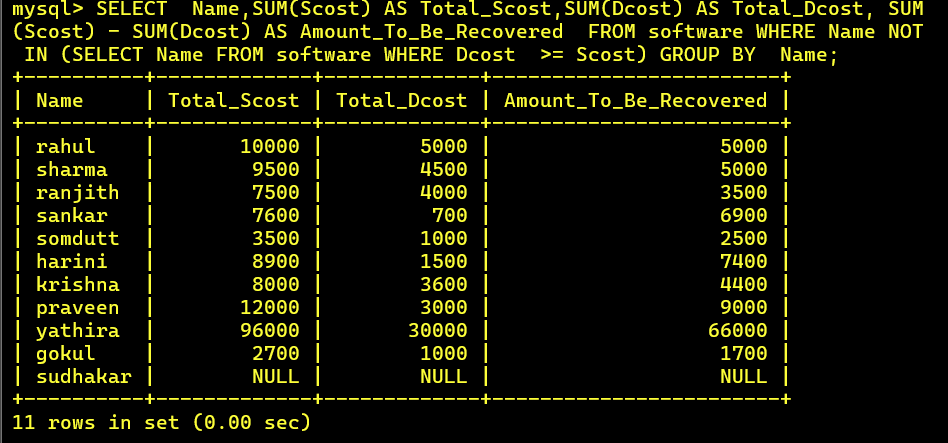 mysql> SELECT  Name,SUM(Scost) AS Total_Scost,SUM(Dcost) AS Total_Dcost, SUM
(Scost) - SUM(Dcost) AS Amount_To_Be_Recovered  FROM software WHERE Name NOT
 IN (SELECT Name FROM software WHERE Dcost  >= Scost) GROUP BY  Name;
+----------+-------------+-------------+------------------------+
| Name     | Total_Scost | Total_Dcost | Amount_To_Be_Recovered |
+----------+-------------+-------------+------------------------+
| rahul    |       10000 |        5000 |                   5000 |
| sharma   |        9500 |        4500 |                   5000 |
| ranjith  |        7500 |        4000 |                   3500 |
| sankar   |        7600 |         700 |                   6900 |
| somdutt  |        3500 |        1000 |                   2500 |
| harini   |        8900 |        1500 |                   7400 |
| krishna  |        8000 |        3600 |                   4400 |
| praveen  |       12000 |        3000 |                   9000 |
| yathira  |       96000 |       30000 |                  66000 |
| gokul    |        2700 |        1000 |                   1700 |
| sudhakar |        NULL |        NULL |                   NULL |
+----------+-------------+-------------+------------------------+
11 rows in set (0.00 sec)